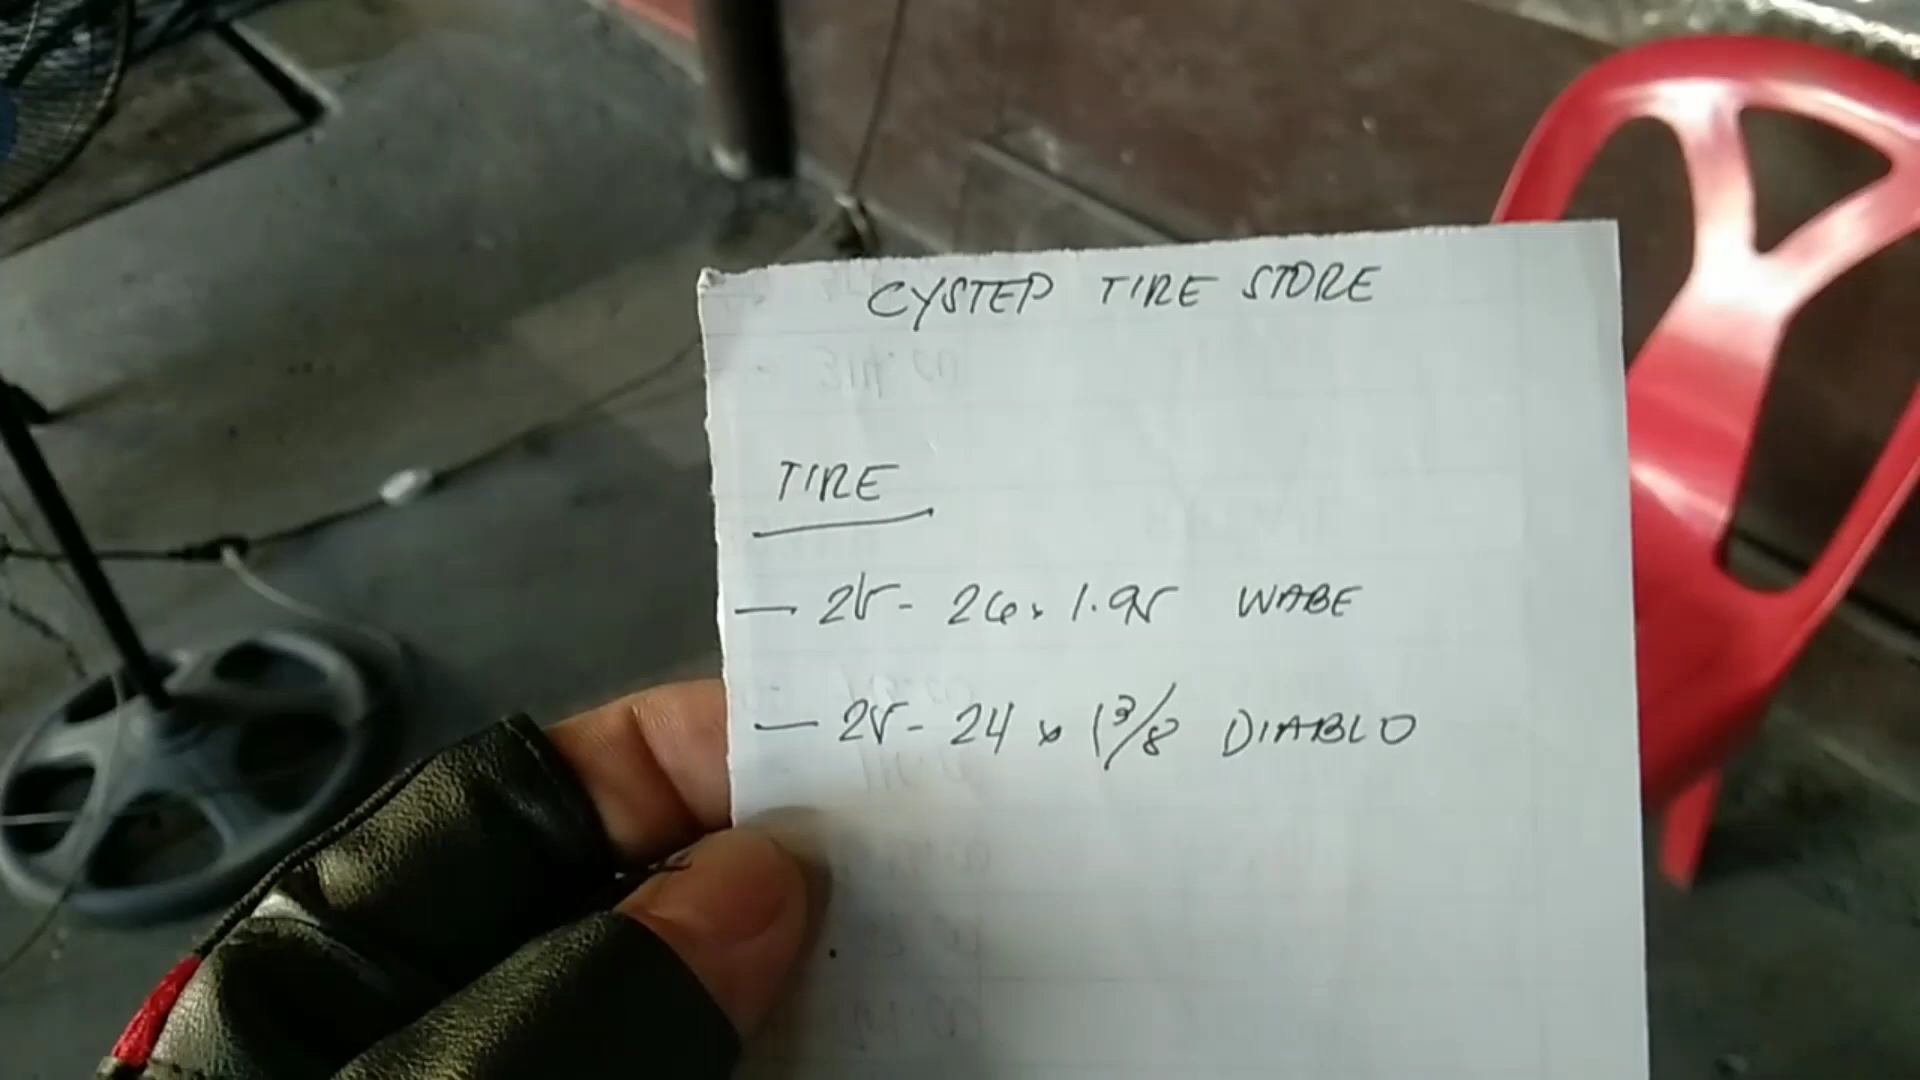 CYSTEP TIRE STORE
TIRE
— 25 - 26 x 1.95 WABE
— 25 - 24 x 1 3/8 DIABLO